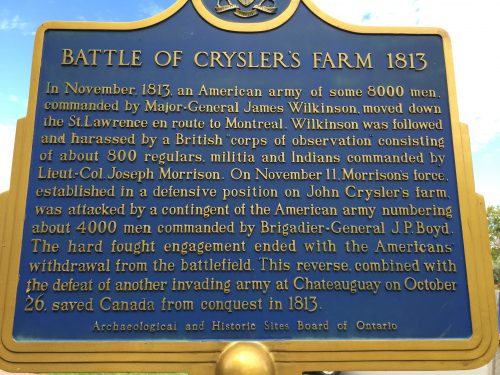 BATTLE OF CRYSLER'S FARM 1813
In November, 1813, an American army of some 8000 men,
commanded by Major-General James Wilkinson, moved down
the St. Lawrence en route to Montreal. Wilkinson was followed
and harassed by a British "corps of observation" consisting
of about 800 regulars, militia and Indians commanded by
Lieut-Col. Joseph Morrison. On November 11, Morrison's force,
established in a defensive position on John Crysler's farm,
was attacked by a contingent of the American army numbering
about 4000 men commanded by Brigadier-General J.P. Boyd.
The hard fought engagement ended with the Americans'
withdrawal from the battlefield. This reverse, combined with
the defeat of another invading army at Chateauguay on October
26, saved Canada from conquest in 1813.
Archaeological and Historic Sites Board of Ontario